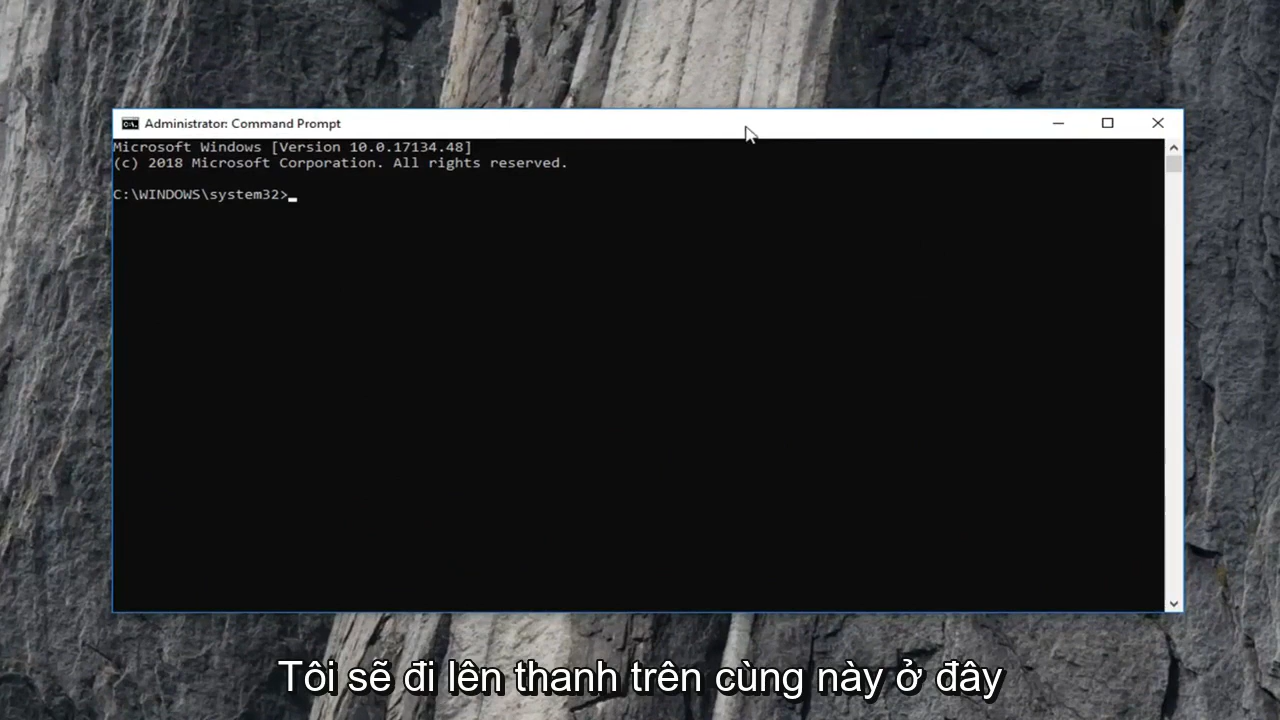 Administrator: Command Prompt
Microsoft Windows [Version 10.0.17134.48]
(c) 2018 Microsoft Corporation. All rights reserved.
C:\WINDOWS\system32>
Tôi sẽ đi lên thanh trên cùng này ở đây